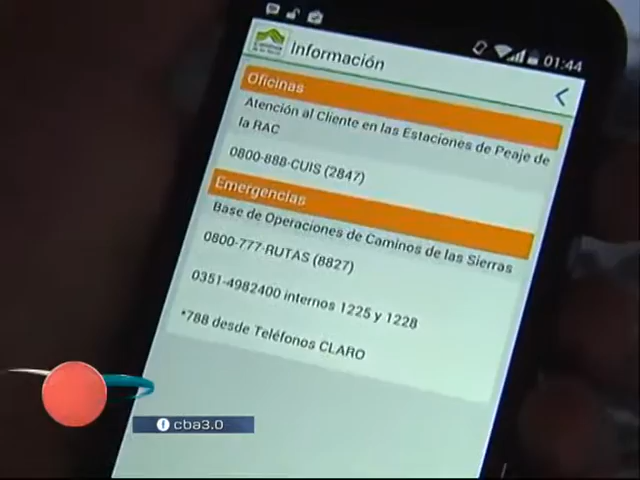 01:44
Información
Oficinas
Atención al Cliente en las Estaciones de Peaje de
la RAC
0800-888-CUIS (2847)
Emergencias
Base de Operaciones de Caminos de las Sierras
0800-777-RUTAS (8827)
0351-4982400 internos 1225 y 1228
*788 desde Teléfonos CLARO
cba3.0